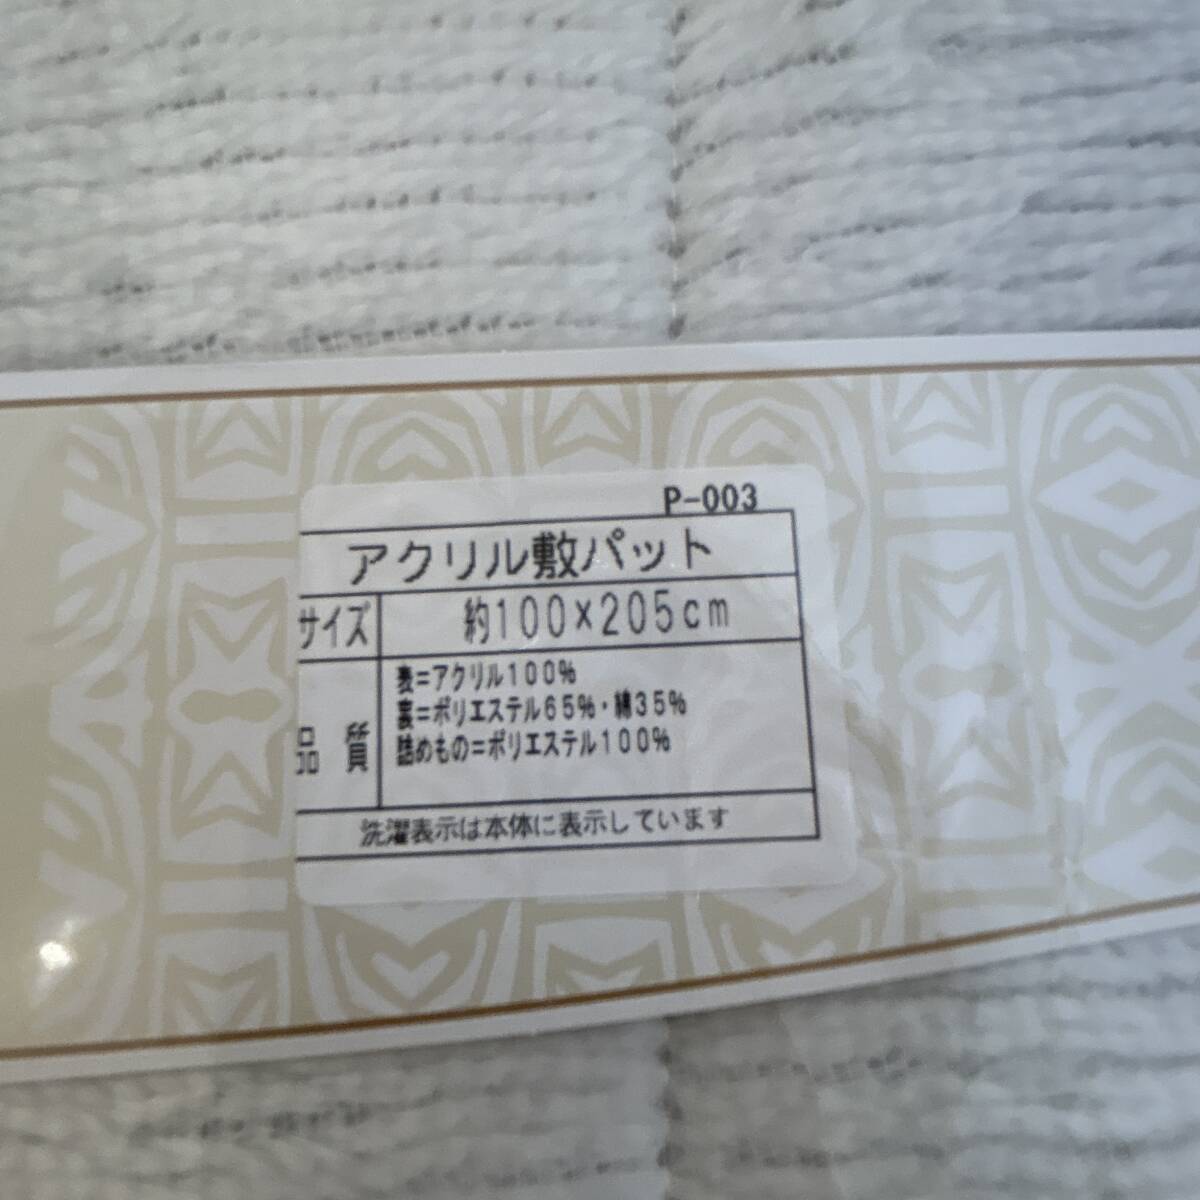 P-003
アクリル敷パット
サイズ 約100×205cm
品質 表=アクリル100%
裏=ポリエステル65%・綿35%
詰めもの=ポリエステル100%
洗濯表示は本体に表示しています